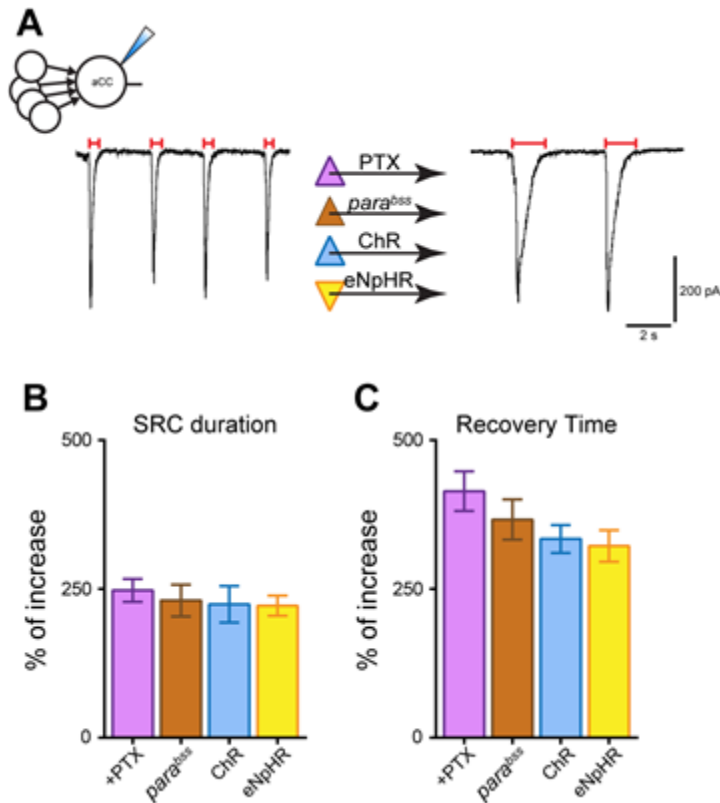 A
aCC
PTX
para^bss
ChR
eNpHR
200 pA
2 s
B
SRC duration
500
250
0
% of increase
+PTX
para^bss
ChR
eNpHR
C
Recovery Time
500
250
0
% of increase
+PTX
para^bss
ChR
eNpHR